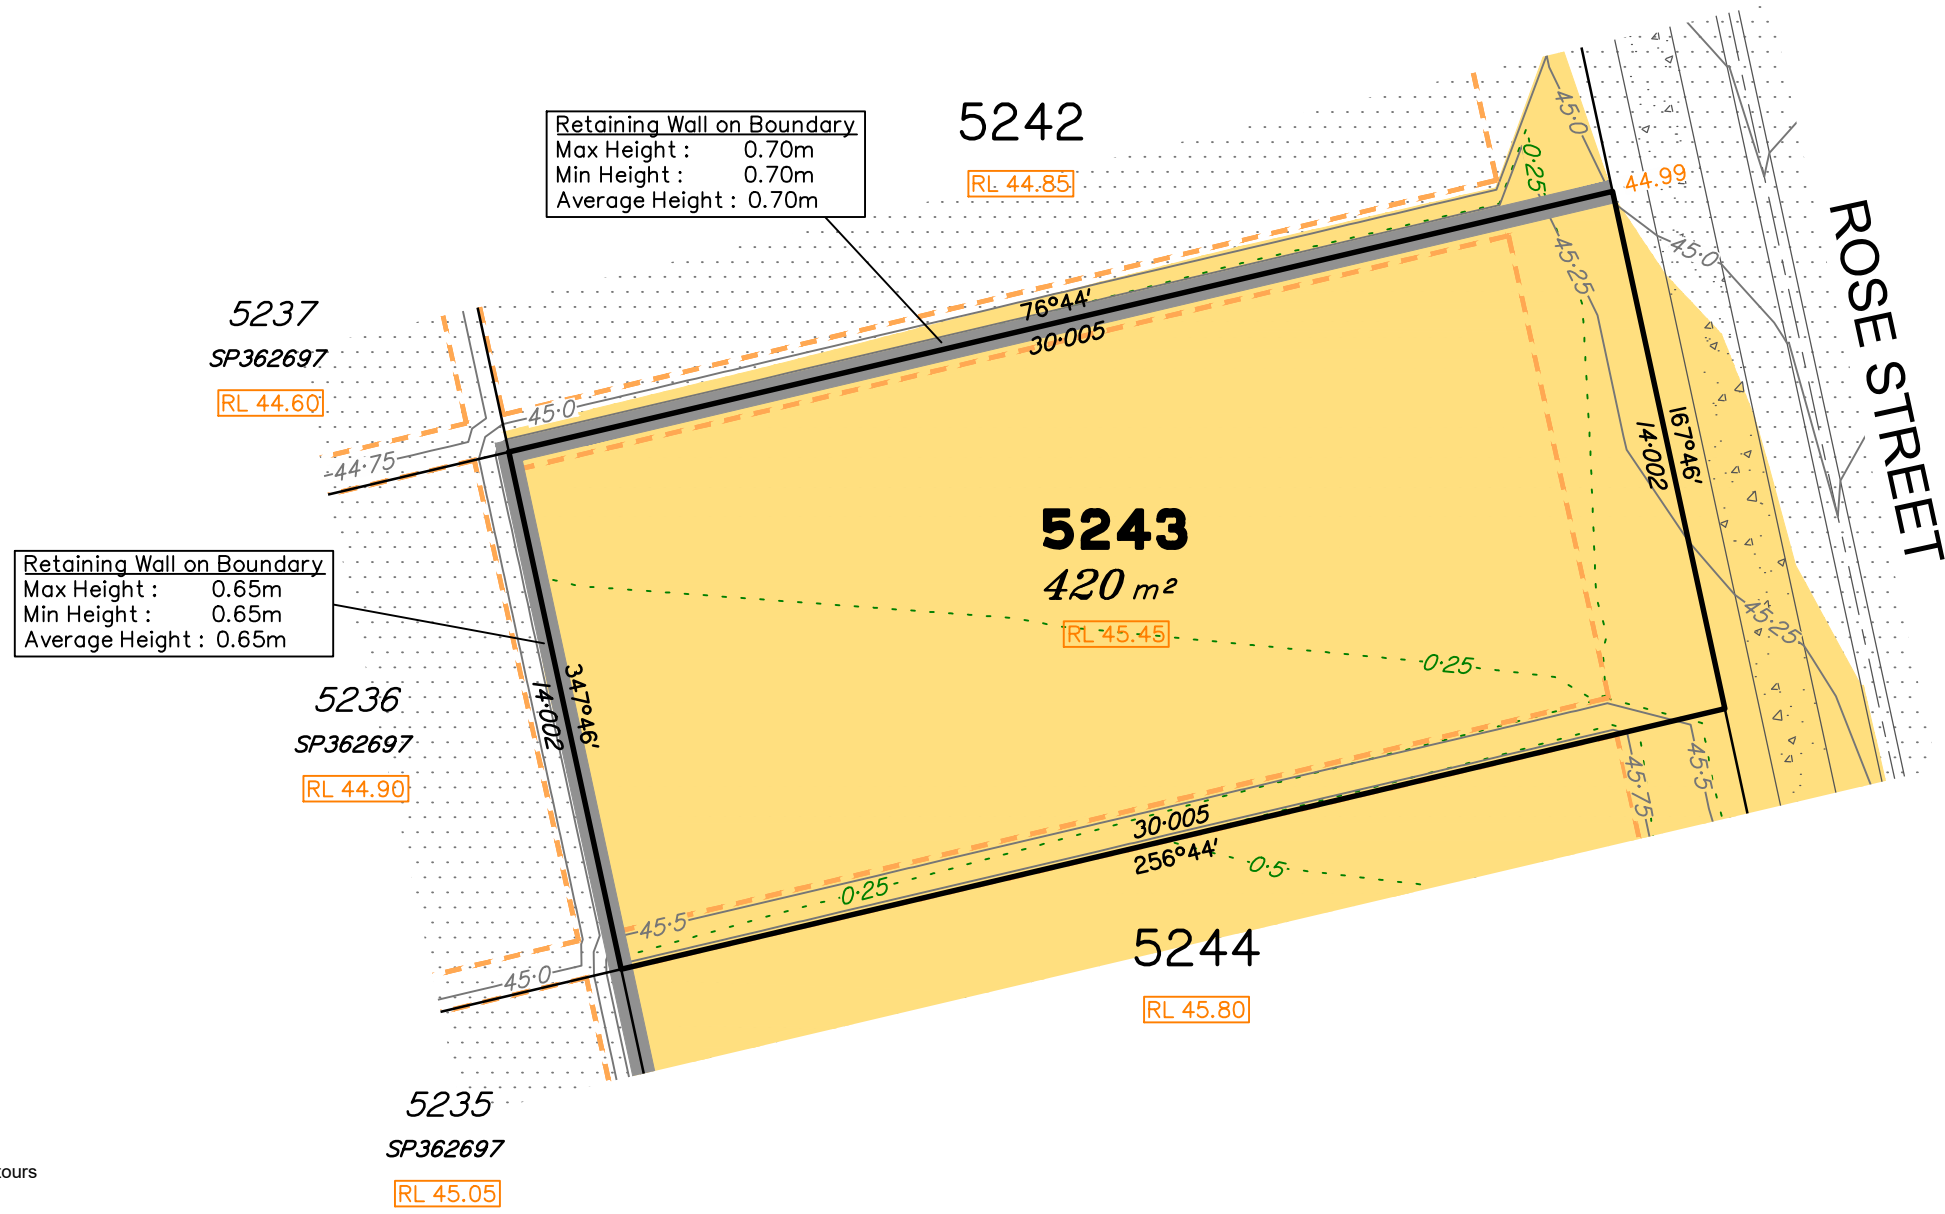 Retaining Wall on Boundary
Max Height : 0.70m
Min Height : 0.70m
Average Height : 0.70m
5242
RL 44.85
45·0
0·25
44.99
ROSE STREET
45·0
45·25
5237
SP362697
RL 44.60
76°44'
30·005
45·0
44·75
167°46'
14·002
5243
420 m²
RL 45.45
0·25
Retaining Wall on Boundary
Max Height : 0.65m
Min Height : 0.65m
Average Height : 0.65m
347°46'
14·002
5236
SP362697
RL 44.90
45·25
45·5
45·75
30·005
256°44'
0·5
0·25
45·5
45·0
5244
RL 45.80
5235
SP362697
RL 45.05
ours